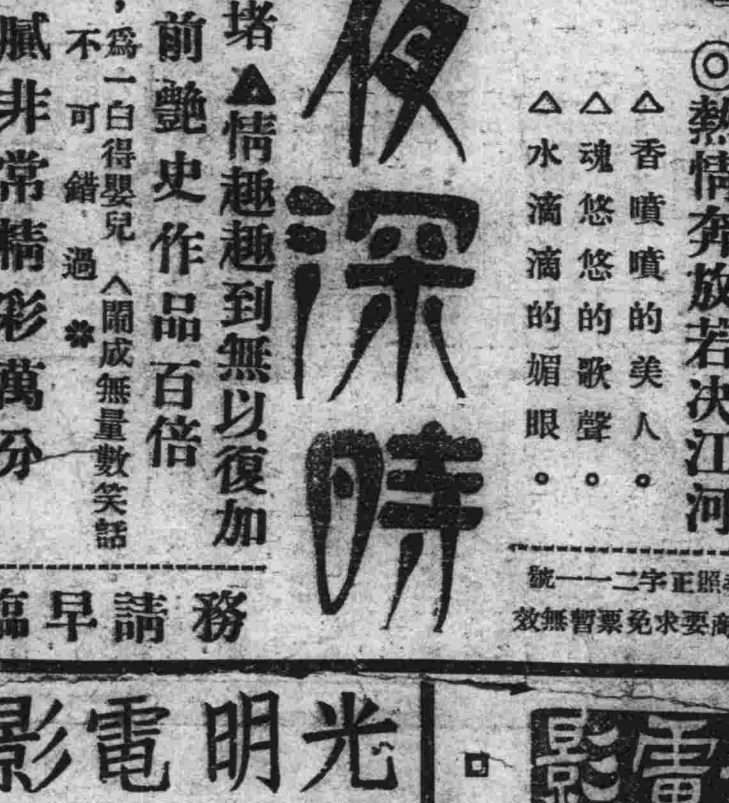 ◎熱情奔放若決江河
△香噴噴的美人。
△魂悠悠的歌聲。
△水滴滴的媚眼。
照正字二一一號
商要求免票暫無效
夜深時
堵▲情趣趣到無以復加
前艷史作品百倍
，為一白得嬰兒 鬧成無量數笑話
不可錯過
膩非常精彩萬分
務請早臨
光明電影
電影